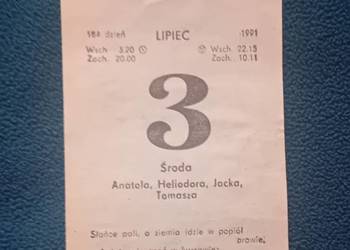 184 dzień LIPIEC 1991
Wsch. 3.20 Wsch. 22.15
Zach. 20.00 Zach. 10.11
3
Środa
Anatola, Heliodora, Jacka,
Tomasza
Słońce pali, a ziemia idzie w popiół
prawie,